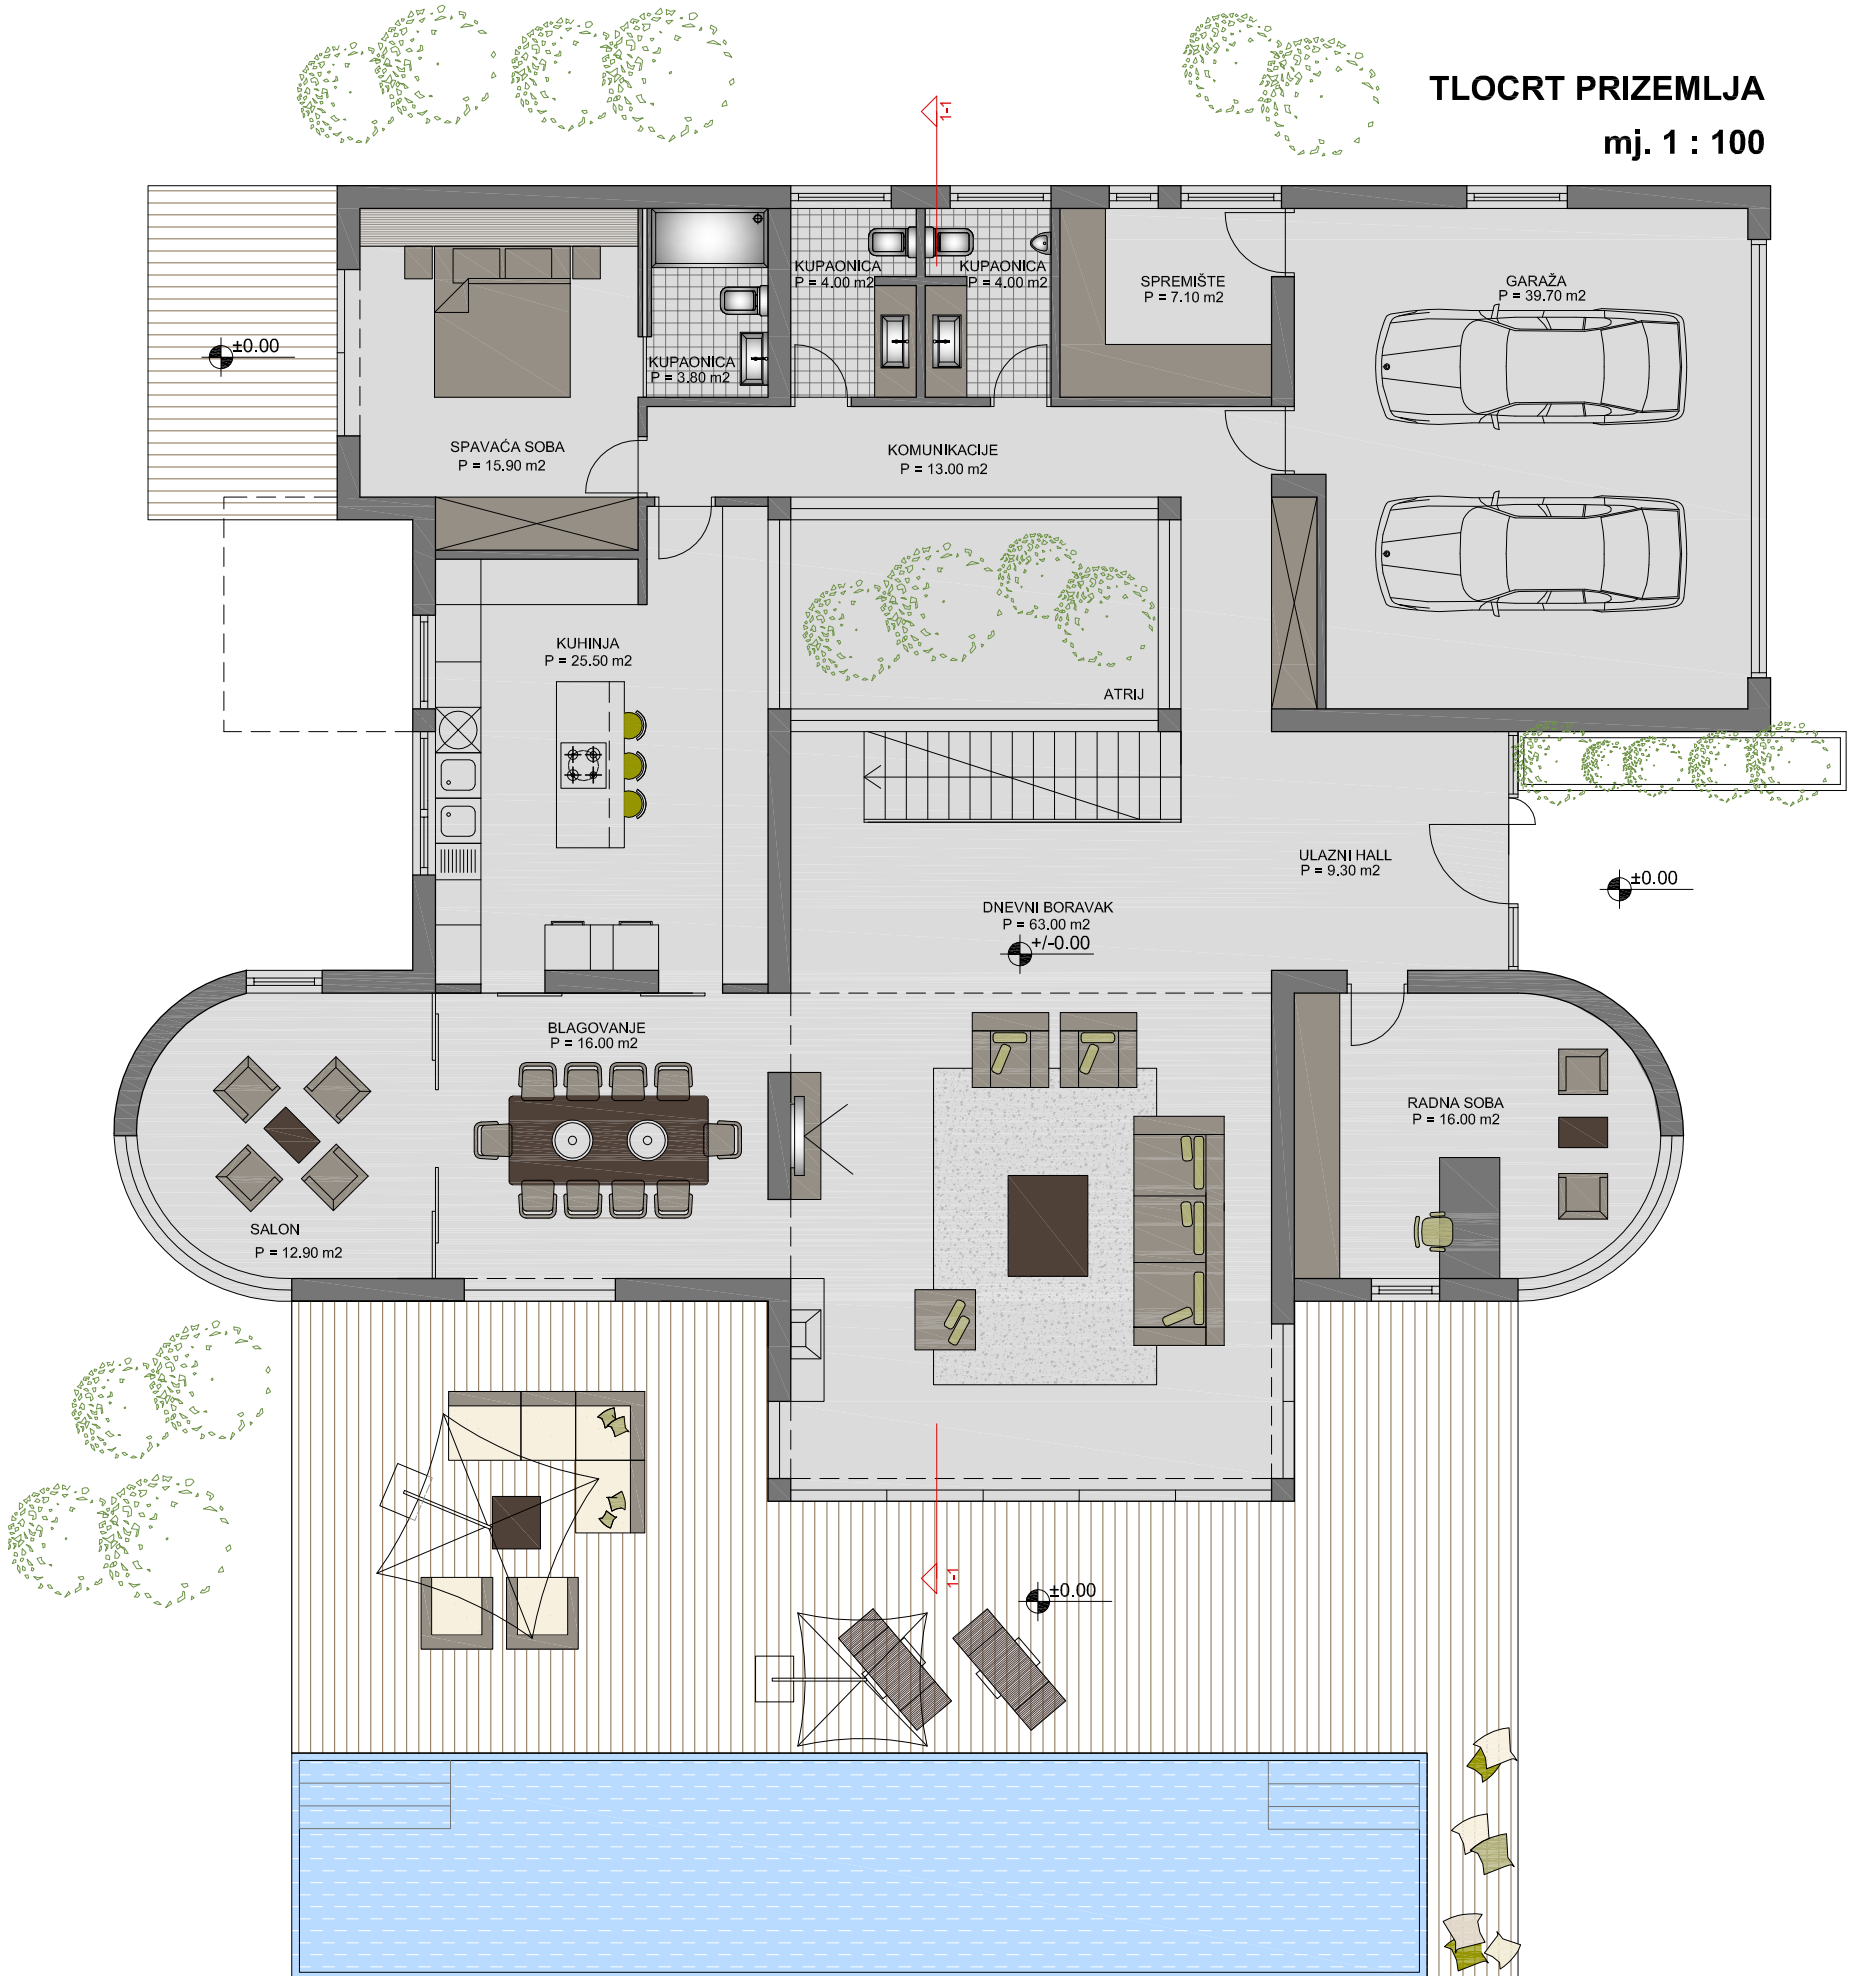 TLOCRT PRIZEMLJA
mj. 1 : 100
1-1
KUPAONICA
P = 4.00 m2
KUPAONICA
P = 4.00 m2
SPREMIŠTE
P = 7.10 m2
GARAŽA
P = 39.70 m2
±0.00
KUPAONICA
P = 3.80 m2
SPAVAĆA SOBA
P = 15.90 m2
KOMUNIKACIJE
P = 13.00 m2
KUHINJA
P = 25.50 m2
ATRIJ
ULAZNI HALL
P = 9.30 m2
±0.00
DNEVNI BORAVAK
P = 63.00 m2
+/-0.00
BLAGOVANJE
P = 16.00 m2
RADNA SOBA
P = 16.00 m2
SALON
P = 12.90 m2
1-1
±0.00